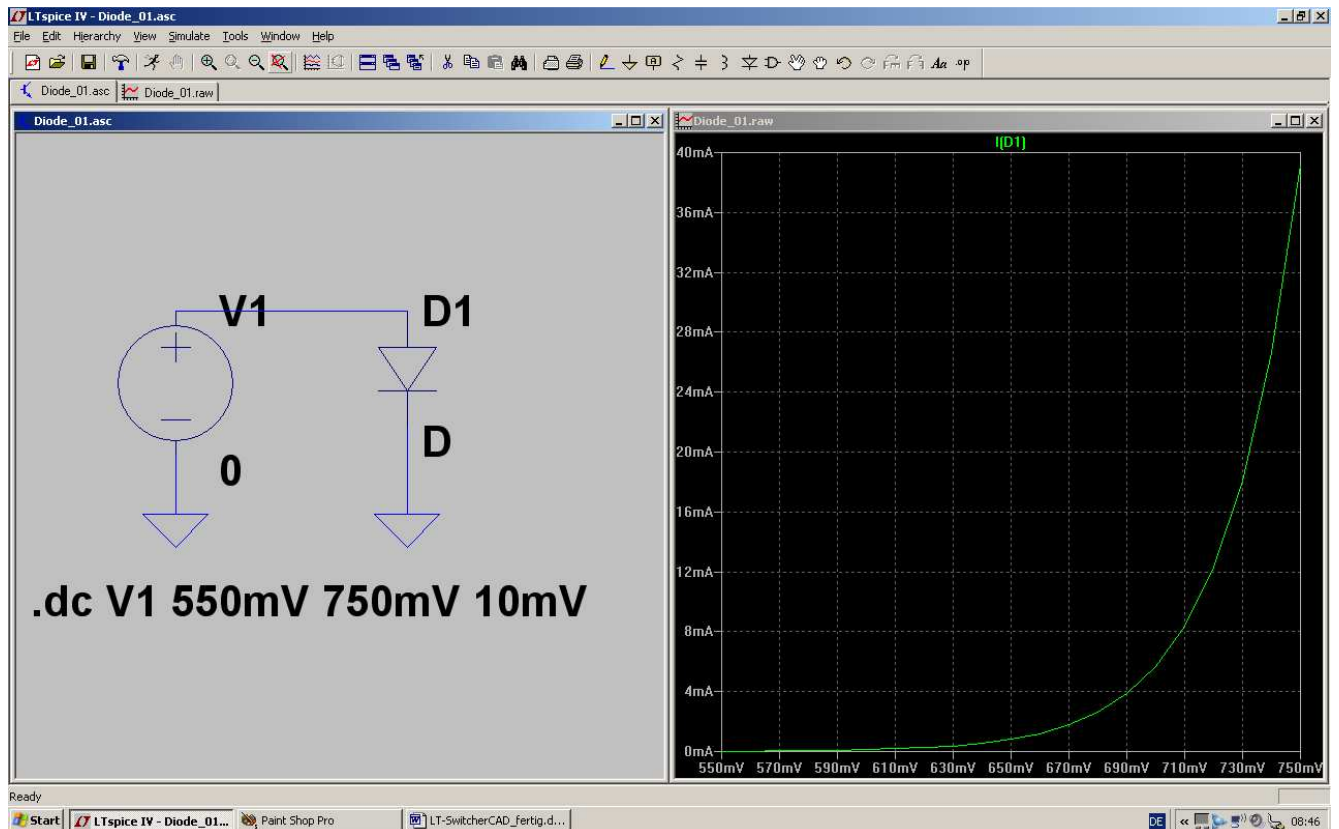 LTspice IV - Diode_01.asc
File Edit Hierarchy View Simulate Tools Window Help
Aa .op
Diode_01.asc Diode_01.raw
Diode_01.asc
Diode_01.raw
V1
D1
D
0
.dc V1 550mV 750mV 10mV
I(D1)
40mA
36mA
32mA
28mA
24mA
20mA
16mA
12mA
8mA
4mA
0mA
550mV 570mV 590mV 610mV 630mV 650mV 670mV 690mV 710mV 730mV 750mV
Ready
Start LTspice IV - Diode_01... Paint Shop Pro LT-SwitcherCAD_fertig.d... DE « 08:46